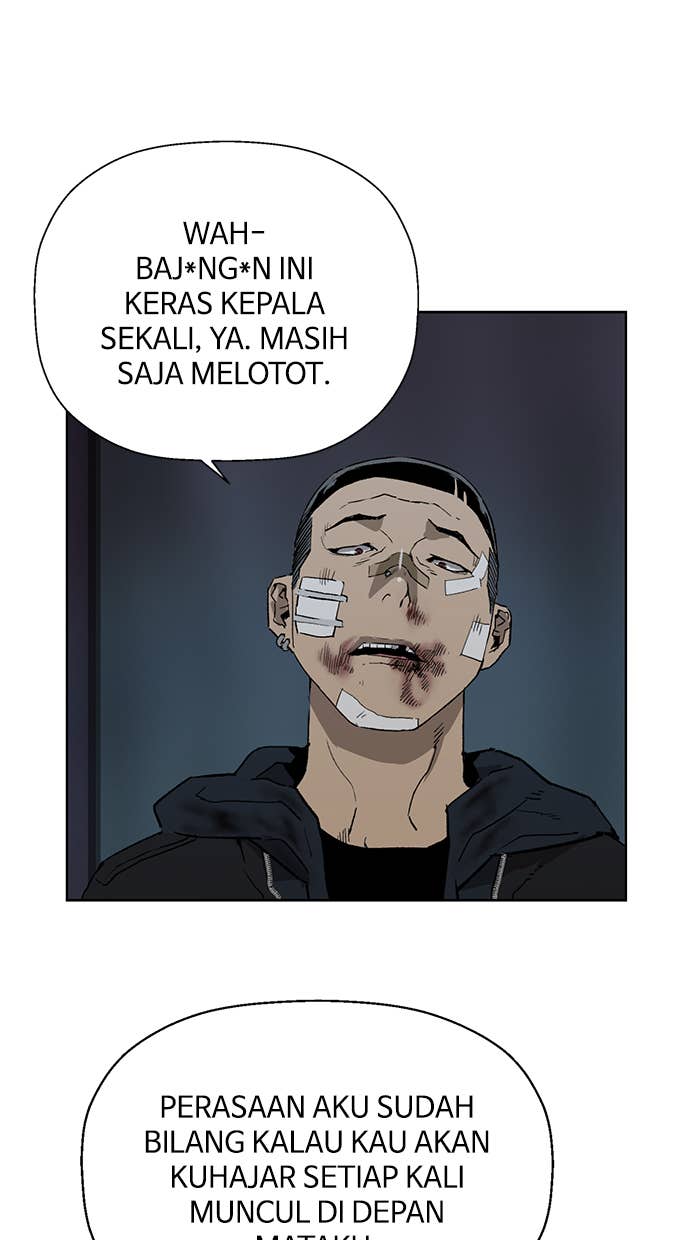 WAH-
BAJ*NG*N INI
KERAS KEPALA
SEKALI, YA. MASIH
SAJA MELOTOT.
PERASAAN AKU SUDAH
BILANG KALAU KAU AKAN
KUHAJAR SETIAP KALI
MUNCUL DI DEPAN
MATAKU